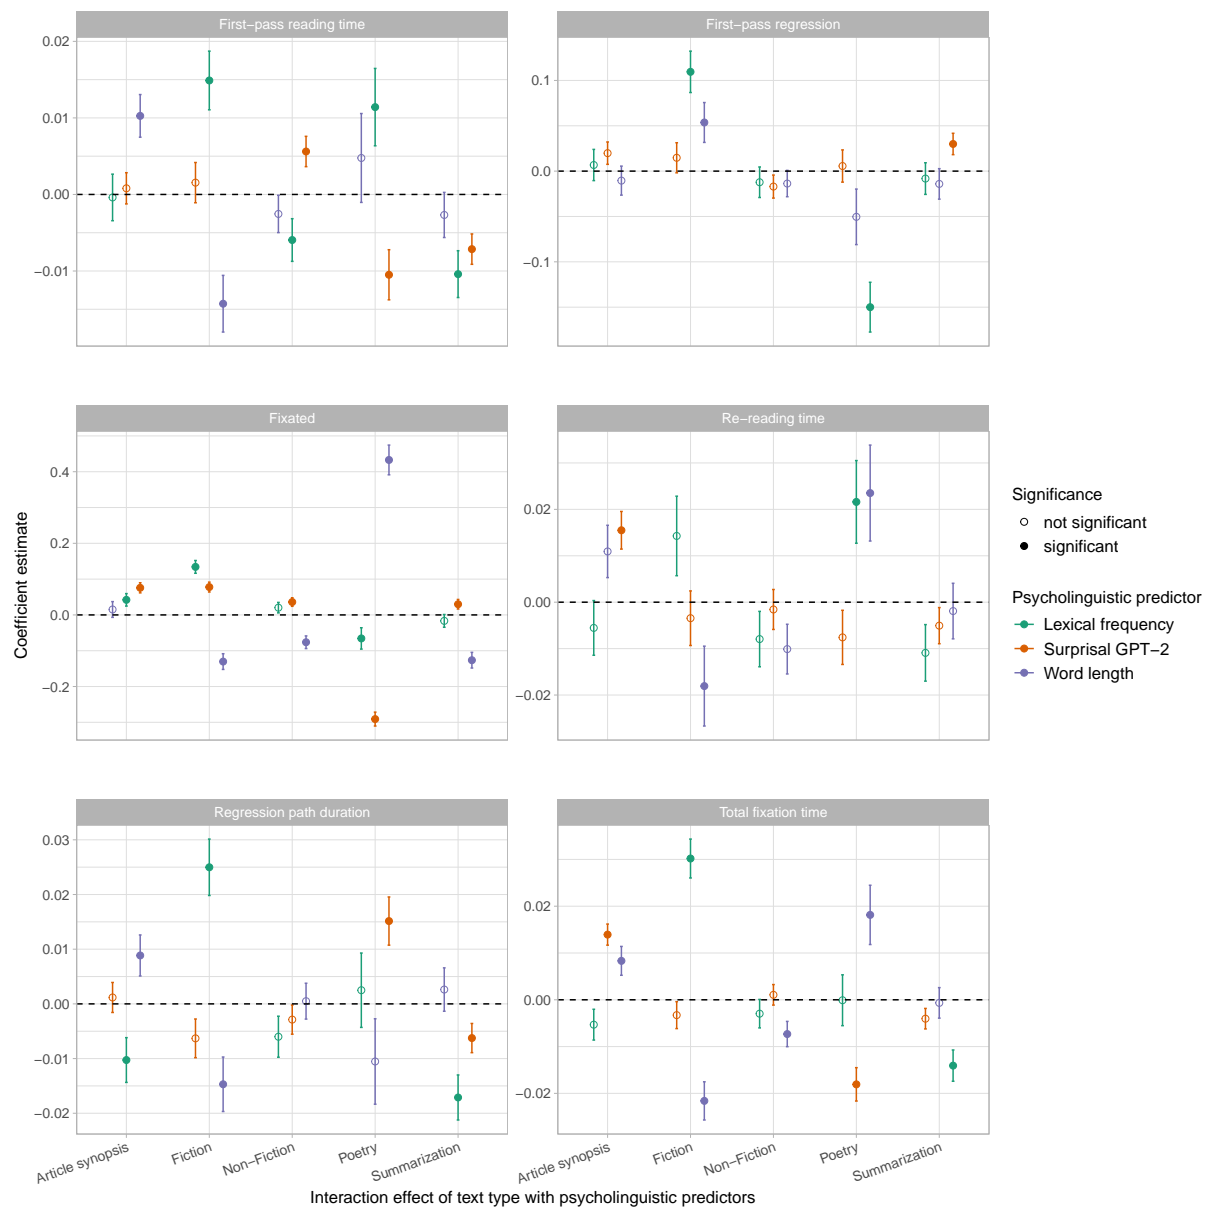 First−pass reading time
First−pass regression
0.02
0.01
0.00
−0.01
0.1
0.0
−0.1
Fixated
Re−reading time
0.4
0.2
0.0
−0.2
0.02
0.00
−0.02
Regression path duration
Total fixation time
0.03
0.02
0.01
0.00
−0.01
−0.02
0.02
0.00
−0.02
Article synopsis
Fiction
Non−Fiction
Poetry
Summarization
Article synopsis
Fiction
Non−Fiction
Poetry
Summarization
Interaction effect of text type with psycholinguistic predictors
Coefficient estimate
Significance
not significant
significant
Psycholinguistic predictor
Lexical frequency
Surprisal GPT−2
Word length